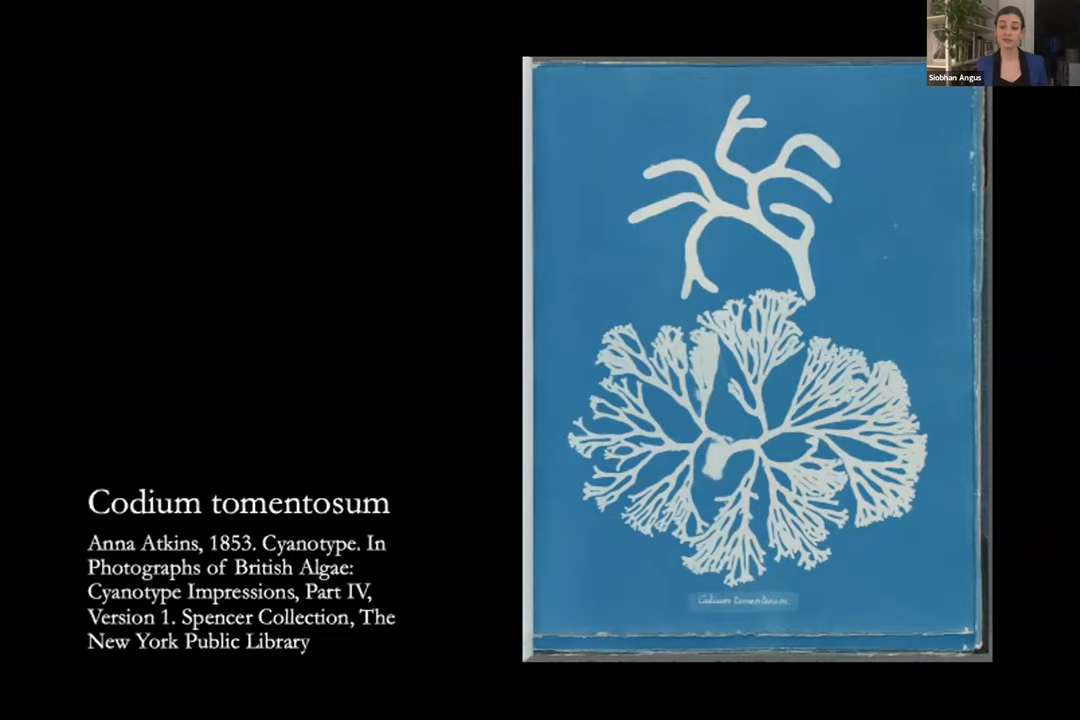 Siobhan Angus
Codium tomentosum.
Codium tomentosum
Anna Atkins, 1853. Cyanotype. In
Photographs of British Algae:
Cyanotype Impressions, Part IV,
Version 1. Spencer Collection, The
New York Public Library